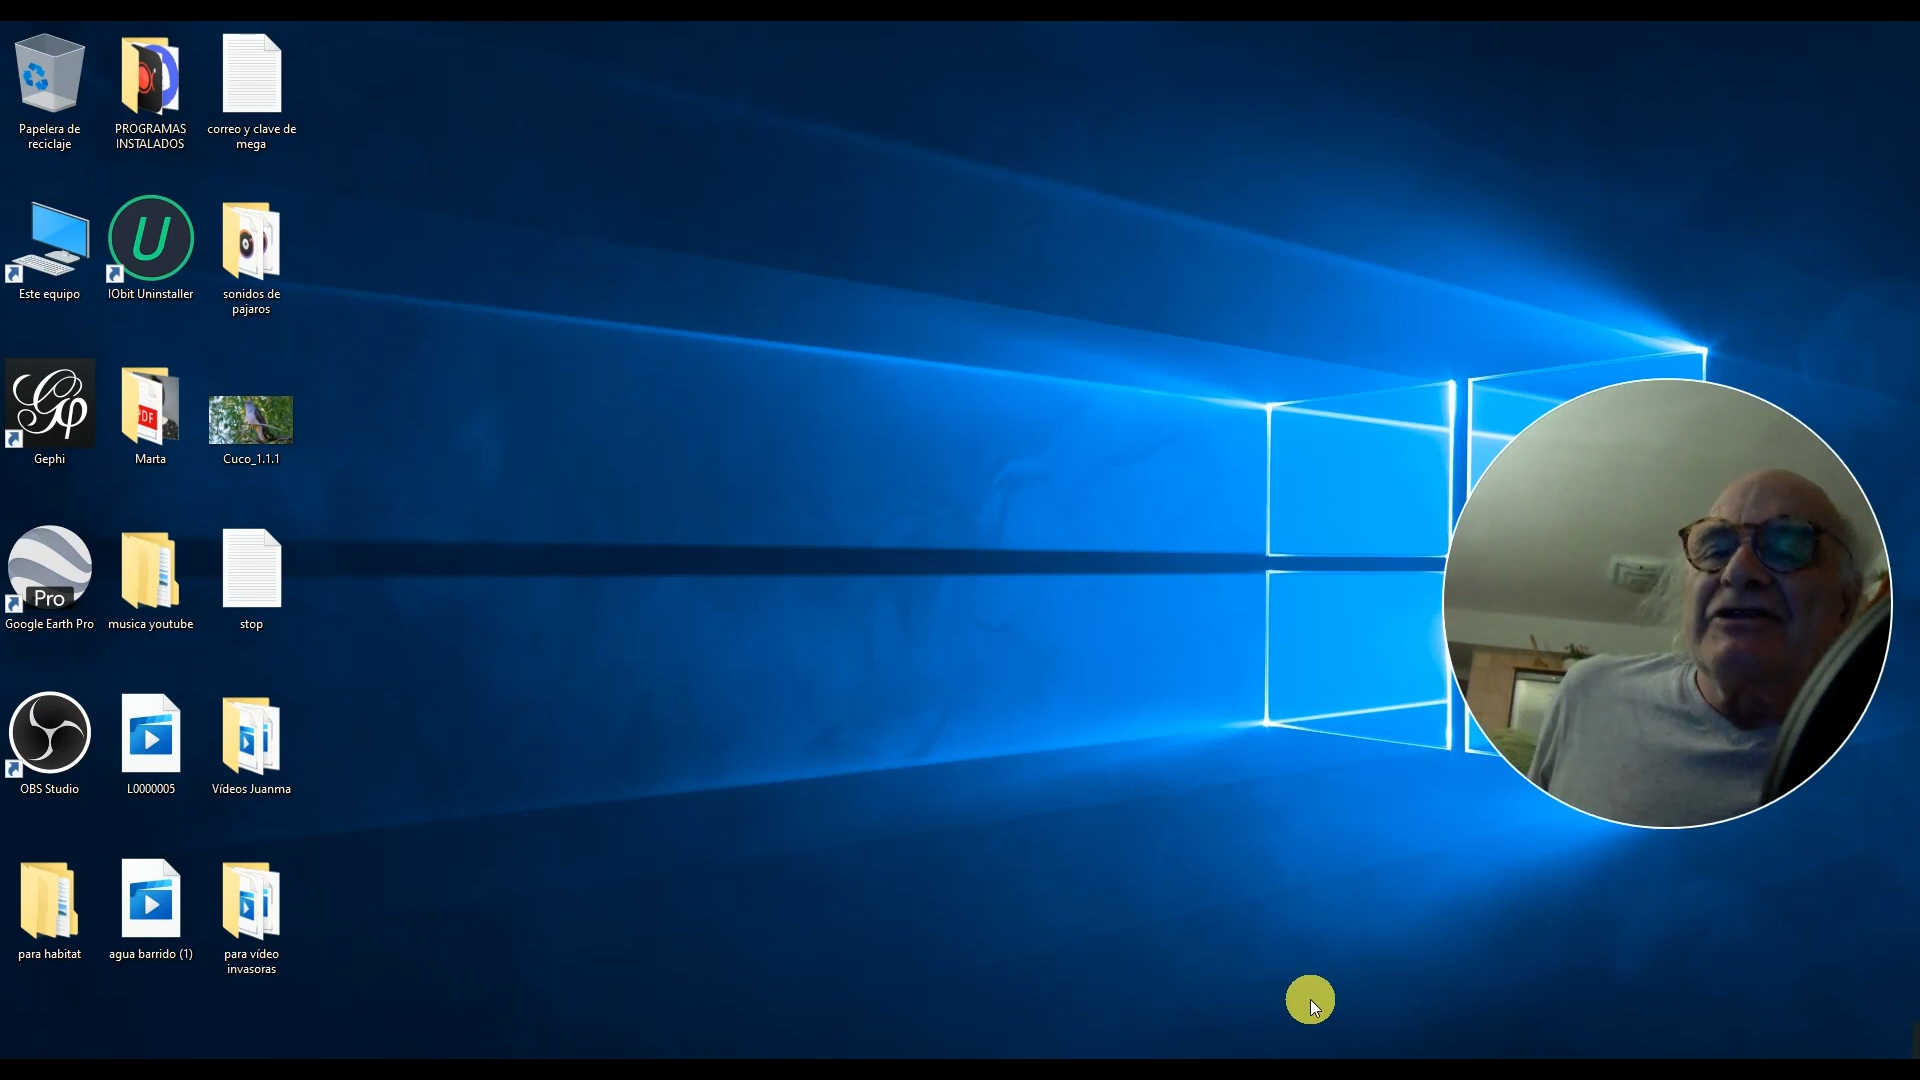 Papelera de
reciclaje
PROGRAMAS
INSTALADOS
correo y clave de
mega
Este equipo
U
IObit Uninstaller
sonidos de
pajaros
Gephi
PDF
Marta
Cuco_1.1.1
Pro
Google Earth Pro
musica youtube
stop
OBS Studio
L0000005
Vídeos Juanma
para habitat
agua barrido (1)
para vídeo
invasoras